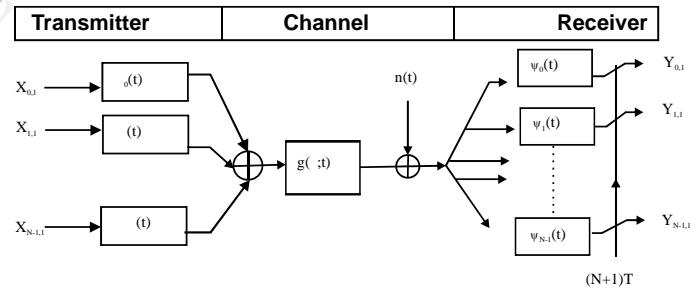 Transmitter Channel Receiver
X0,1 0(t)
X1,1 (t)
XN-1,1 (t)
g( ;t)
n(t)
ψ0(t) Y0,1
ψ1(t) Y1,1
ψN-1(t) YN-1,1
(N+1)T